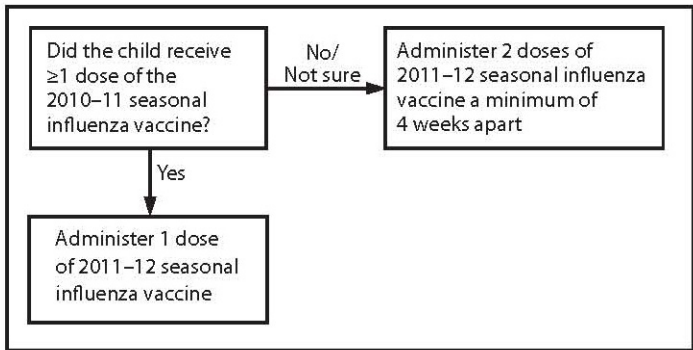 Did the child receive
≥1 dose of the
2010–11 seasonal
influenza vaccine?
No/
Not sure
Administer 2 doses of
2011–12 seasonal influenza
vaccine a minimum of
4 weeks apart
Yes
Administer 1 dose
of 2011–12 seasonal
influenza vaccine